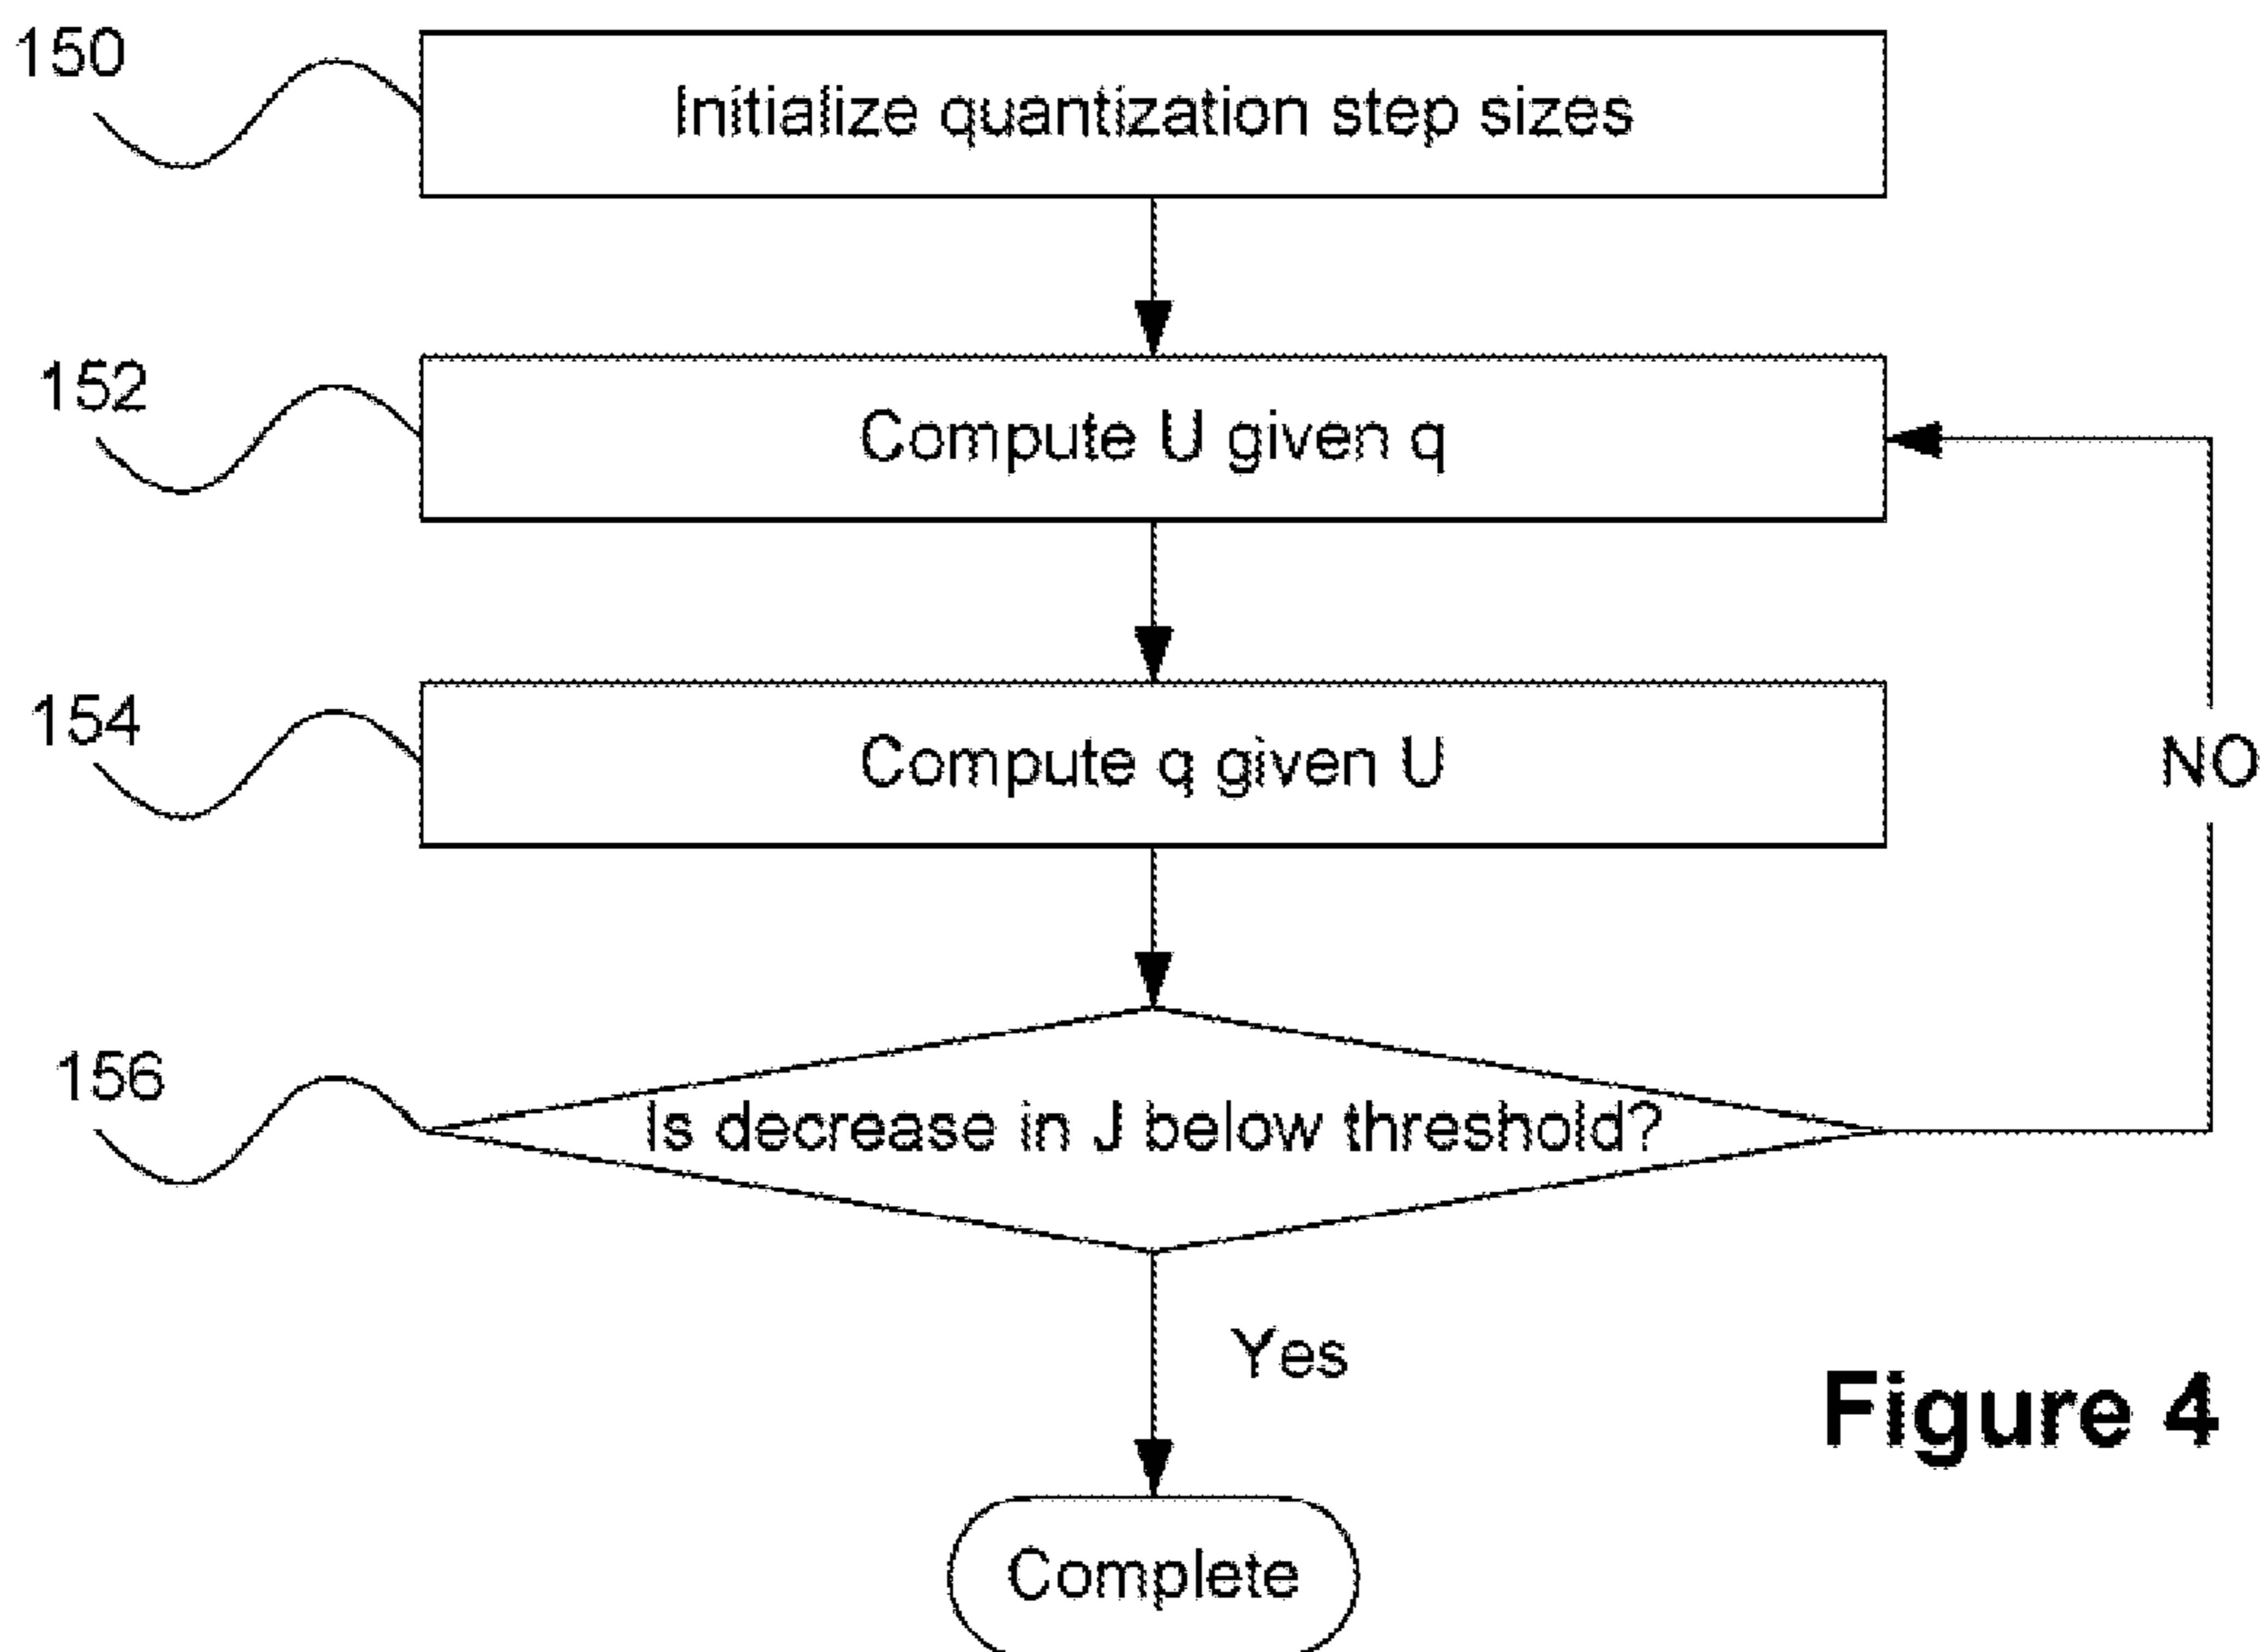 150
Initialize quantization step sizes
152
Compute U given q
154
Compute q given U
NO
156
Is decrease in J below threshold?
Yes
Figure 4
Complete